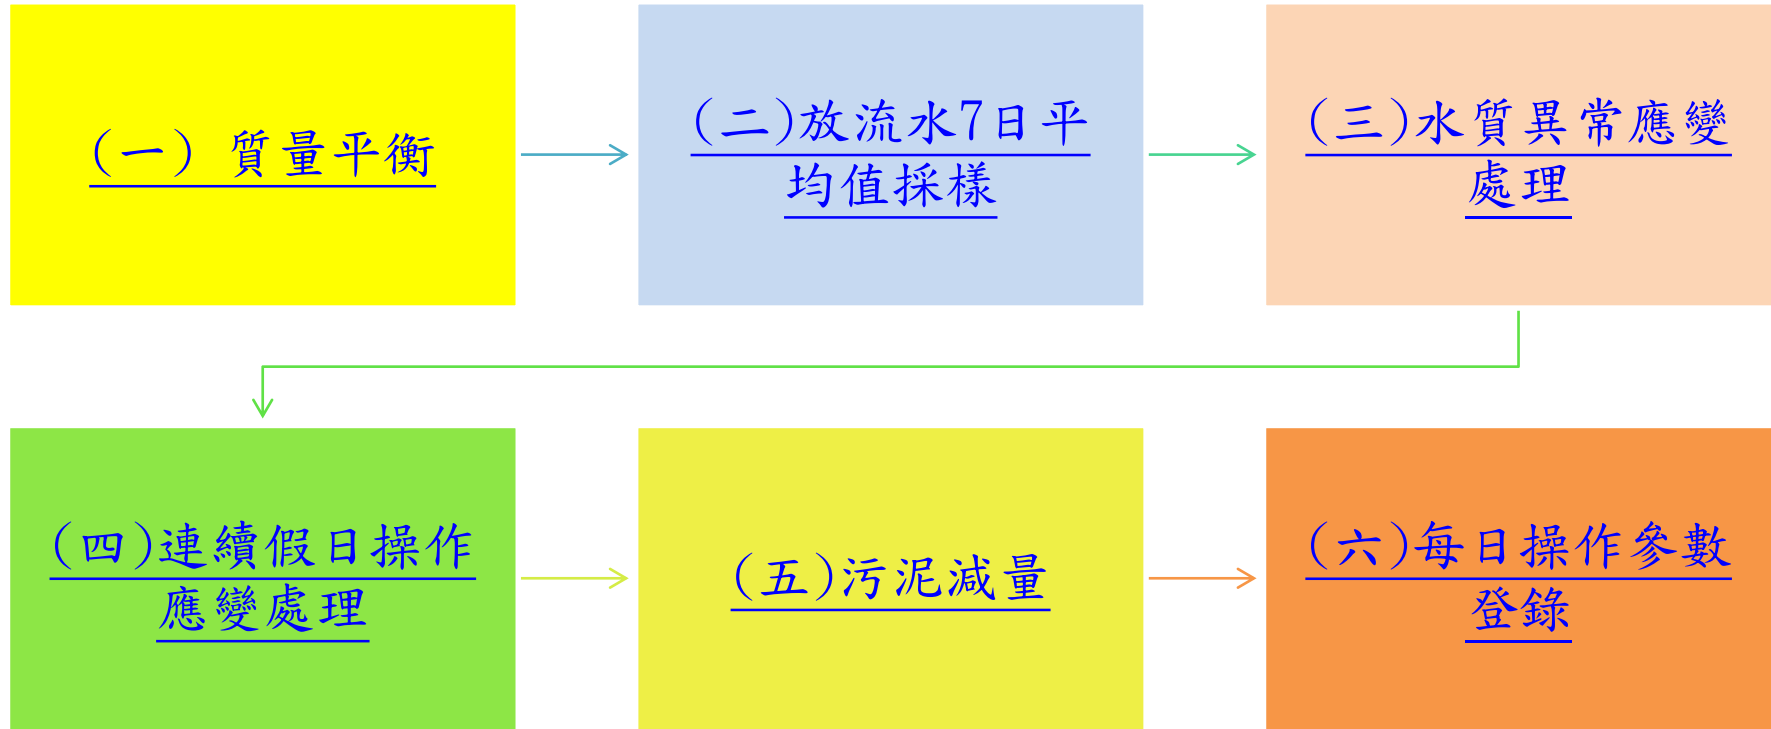 (一) 質量平衡
(二)放流水7日平
均值採樣
(三)水質異常應變
處理
(四)連續假日操作
應變處理
(五)污泥減量
(六)每日操作參數
登錄